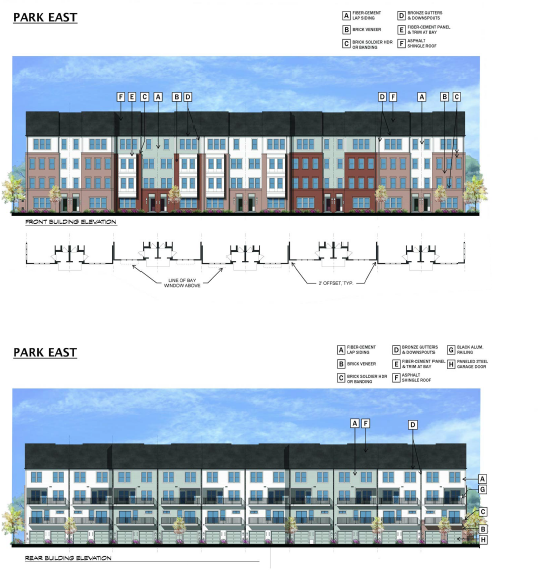 PARK EAST
A FIBER-CEMENT
LAP SIDING
B BRICK VENEER
C BRICK SOLDIER HDR
OR BANDING
D BRONZE GUTTERS
& DOWNSPOUTS
E FIBER-CEMENT PANEL
& TRIM AT BAY
F ASPHALT
SHINGLE ROOF
F E C A B D D F A B C
FRONT BUILDING ELEVATION
LINE OF BAY
WINDOW ABOVE
2' OFFSET, TYP.
PARK EAST
A FIBER-CEMENT
LAP SIDING
B BRICK VENEER
C BRICK SOLDIER HDR
OR BANDING
D BRONZE GUTTERS
& DOWNSPOUTS
E FIBER-CEMENT PANEL
& TRIM AT BAY
F ASPHALT
SHINGLE ROOF
G BLACK ALUM.
RAILING
H PANELED STEEL
GARAGE DOOR
A F D
A
G
C
B
H
REAR BUILDING ELEVATION